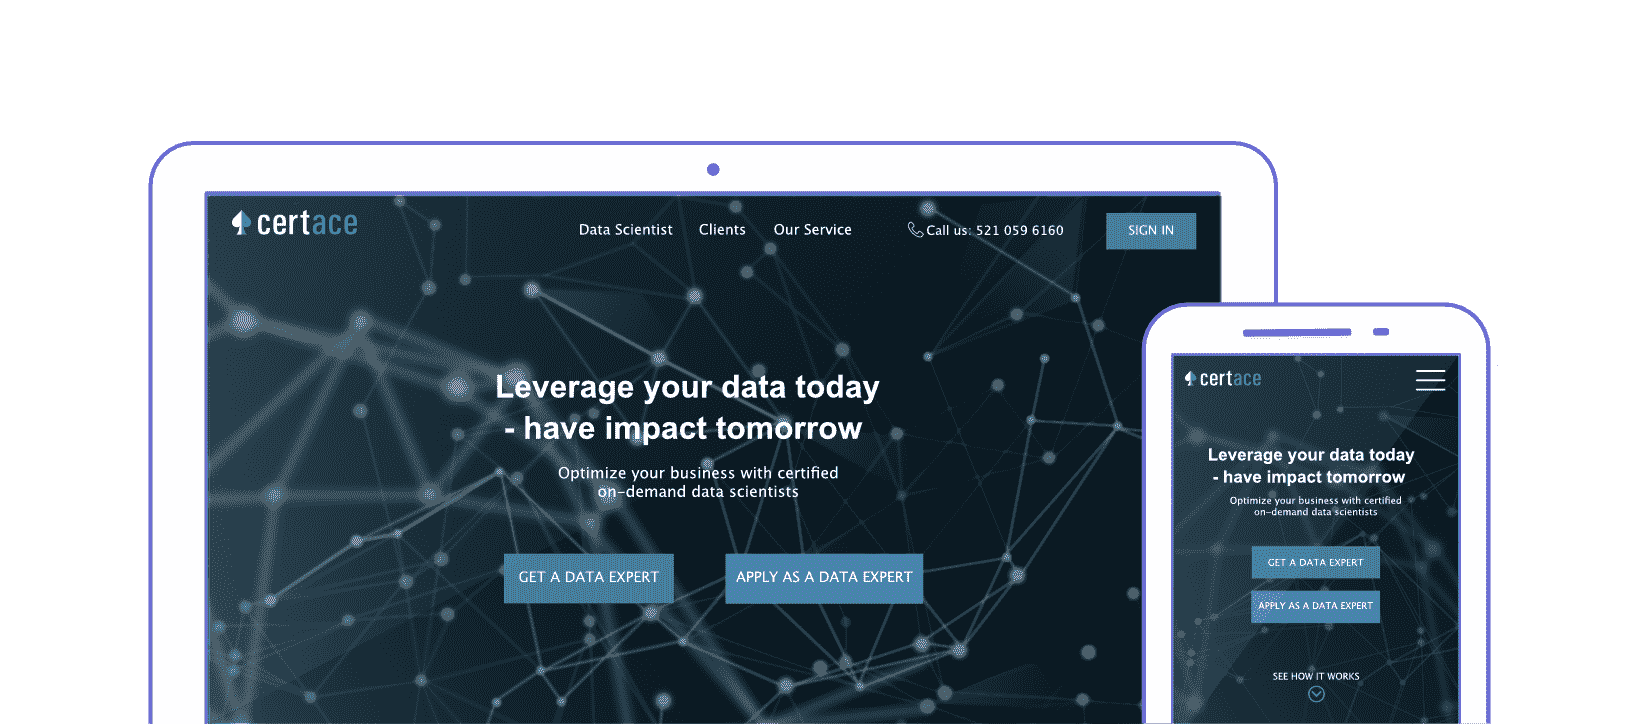 certace
Data Scientist Clients Our Service Call us: 521 059 6160 SIGN IN
Leverage your data today
- have impact tomorrow
Optimize your business with certified
on-demand data scientists
GET A DATA EXPERT APPLY AS A DATA EXPERT
certace
Leverage your data today
- have impact tomorrow
Optimize your business with certified
on-demand data scientists
GET A DATA EXPERT
APPLY AS A DATA EXPERT
SEE HOW IT WORKS